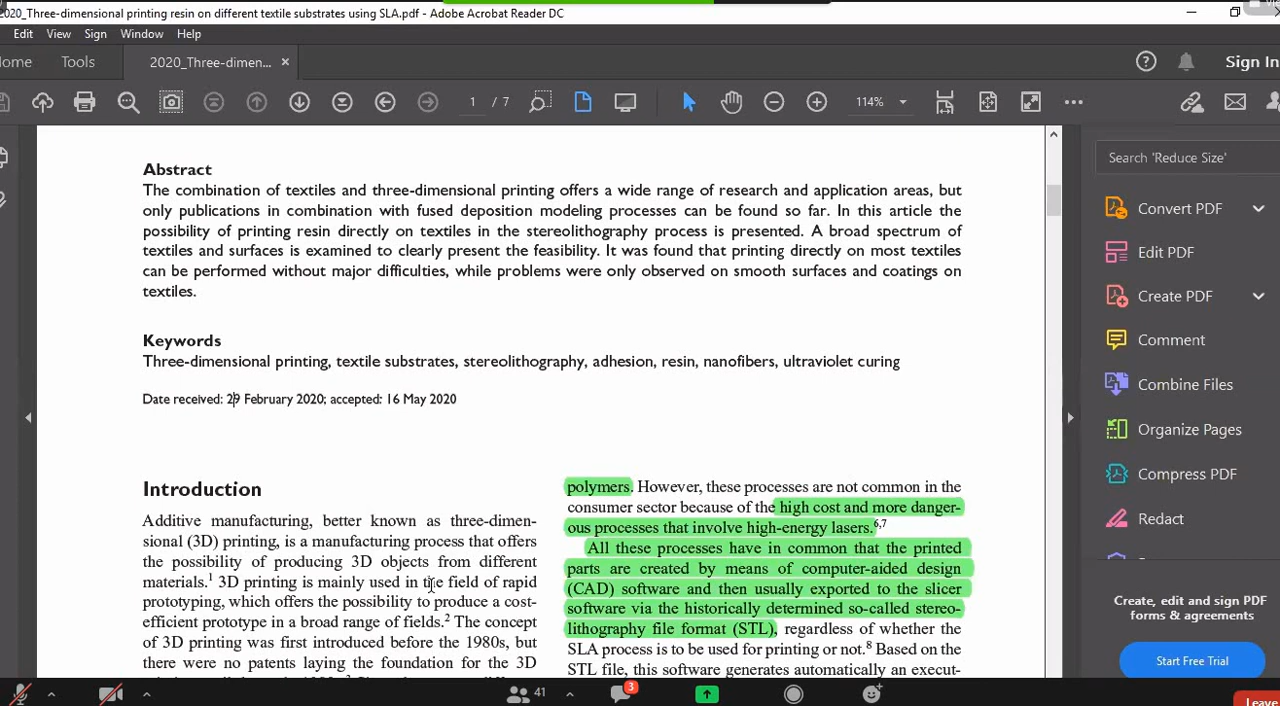 2020_Three-dimensional printing resin on different textile substrates using SLA.pdf - Adobe Acrobat Reader DC
Edit View Sign Window Help
Tools 2020_Three-dimen... × Sign In
1 / 7 114%
Abstract
The combination of textiles and three-dimensional printing offers a wide range of research and application areas, but
only publications in combination with fused deposition modeling processes can be found so far. In this article the
possibility of printing resin directly on textiles in the stereolithography process is presented. A broad spectrum of
textiles and surfaces is examined to clearly present the feasibility. It was found that printing directly on most textiles
can be performed without major difficulties, while problems were only observed on smooth surfaces and coatings on
textiles.
Keywords
Three-dimensional printing, textile substrates, stereolithography, adhesion, resin, nanofibers, ultraviolet curing
Date received: 29 February 2020; accepted: 16 May 2020
Introduction
Additive manufacturing, better known as three-dimen-
sional (3D) printing, is a manufacturing process that offers
the possibility of producing 3D objects from different
materials.1 3D printing is mainly used in the field of rapid
prototyping, which offers the possibility to produce a cost-
efficient prototype in a broad range of fields.2 The concept
of 3D printing was first introduced before the 1980s, but
there were no patents laying the foundation for the 3D
polymers. However, these processes are not common in the
consumer sector because of the high cost and more danger-
ous processes that involve high-energy lasers.6,7
All these processes have in common that the printed
parts are created by means of computer-aided design
(CAD) software and then usually exported to the slicer
software via the historically determined so-called stereo-
lithography file format (STL), regardless of whether the
SLA process is to be used for printing or not.8 Based on the
STL file, this software generates automatically an execut-
Search 'Reduce Size'
Convert PDF
Edit PDF
Create PDF
Comment
Combine Files
Organize Pages
Compress PDF
Redact
Create, edit and sign PDF
forms & agreements
Start Free Trial
41 3
Leave